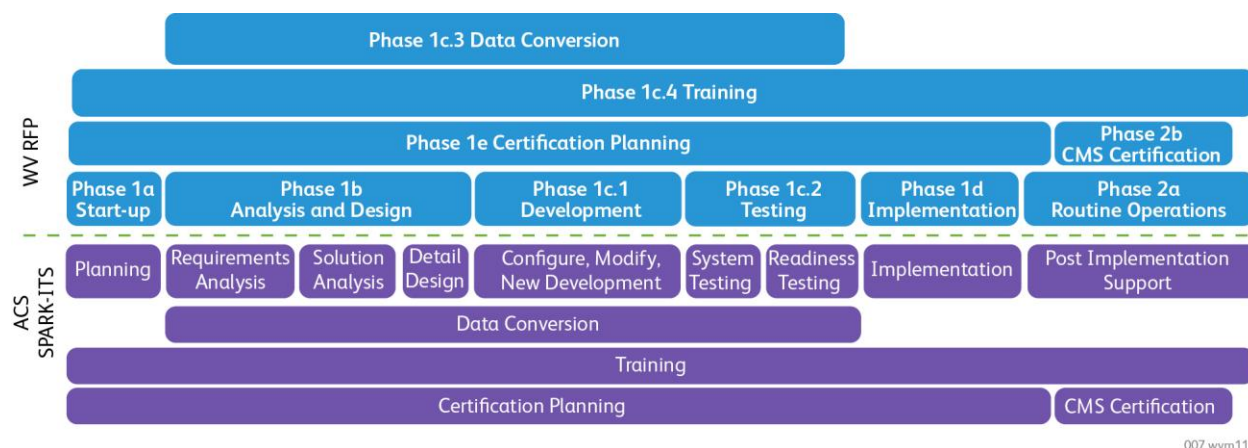 WV RFP
Phase 1c.3 Data Conversion
Phase 1c.4 Training
Phase 1e Certification Planning
Phase 2b
CMS Certification
Phase 1a
Start-up
Phase 1b
Analysis and Design
Phase 1c.1
Development
Phase 1c.2
Testing
Phase 1d
Implementation
Phase 2a
Routine Operations
ACS
SPARK-ITS
Planning
Requirements
Analysis
Solution
Analysis
Detail
Design
Configure, Modify,
New Development
System
Testing
Readiness
Testing
Implementation
Post Implementation
Support
Data Conversion
Training
Certification Planning
CMS Certification
007 wvm11